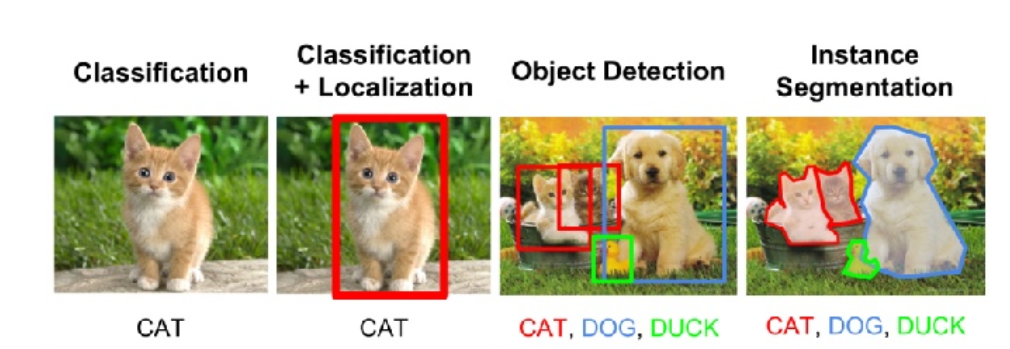 Classification
Classification
+ Localization
Object Detection
Instance
Segmentation
CAT
CAT
CAT, DOG, DUCK
CAT, DOG, DUCK